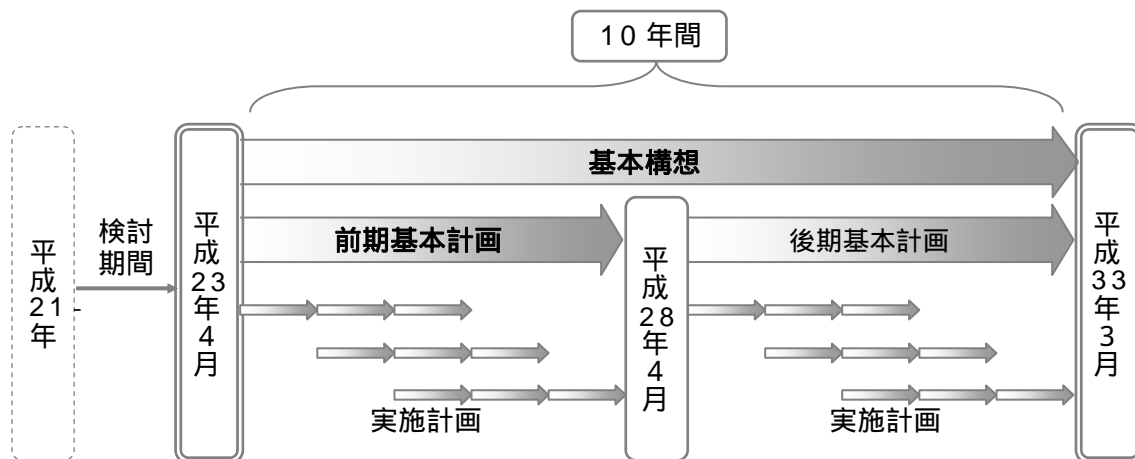 10年間
基本構想
平成21年
検討
期間
平成23年4月
前期基本計画
平成28年4月
後期基本計画
平成33年3月
実施計画
実施計画